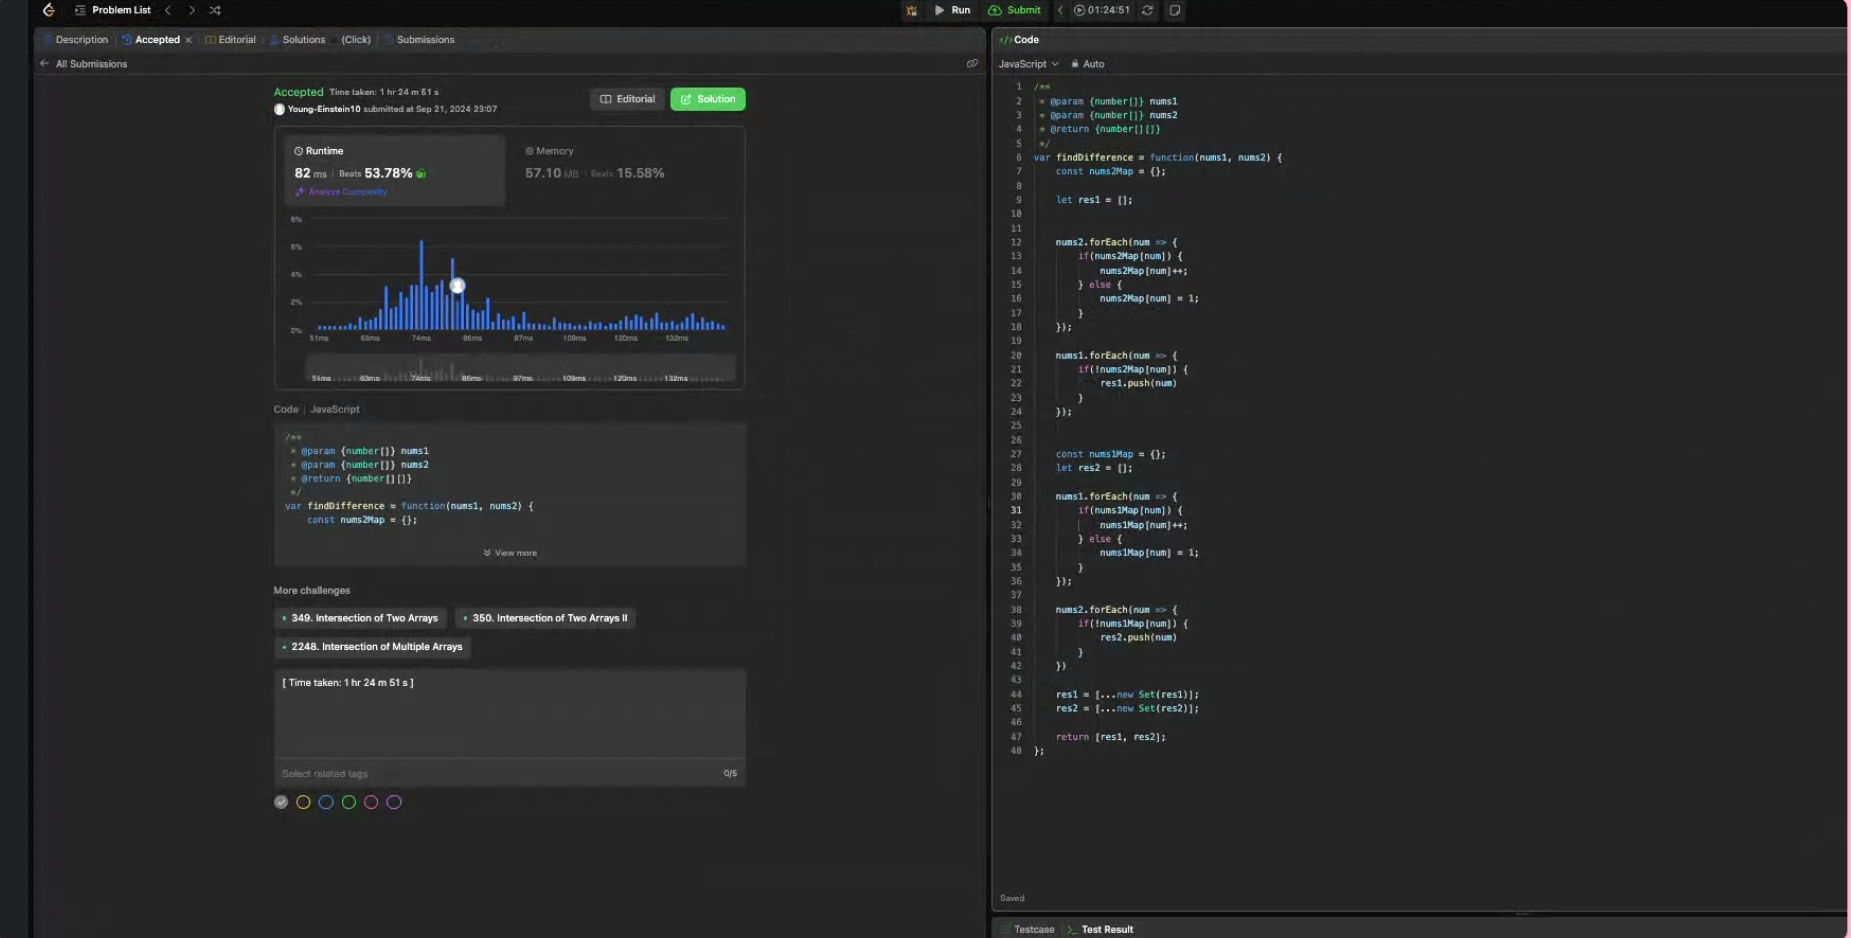 Problem List
Run
Submit
01:24:51
Description
Accepted
Editorial
Solutions
(Click)
Submissions
All Submissions
Accepted Time taken: 1 hr 24 m 51 s
Young-Einstein10 submitted at Sep 21, 2024 23:07
Editorial
Solution
Runtime
82 ms | Beats 53.78%
Analyze Complexity
Memory
57.10 MB | Beats 15.58%
8%
6%
4%
2%
0%
51ms 63ms 74ms 86ms 97ms 109ms 120ms 132ms
51ms 63ms 74ms 86ms 97ms 109ms 120ms 132ms
Code | JavaScript
/**
* @param {number[]} nums1
* @param {number[]} nums2
* @return {number[][]}
*/
var findDifference = function(nums1, nums2) {
const nums2Map = {};
View more
More challenges
349. Intersection of Two Arrays
350. Intersection of Two Arrays II
2248. Intersection of Multiple Arrays
[ Time taken: 1 hr 24 m 51 s ]
Select related tags 0/5
</>Code
JavaScript Auto
1 /**
2 * @param {number[]} nums1
3 * @param {number[]} nums2
4 * @return {number[][]}
5 */
6 var findDifference = function(nums1, nums2) {
7 const nums2Map = {};
8
9 let res1 = [];
10
11
12 nums2.forEach(num => {
13 if(nums2Map[num]) {
14 nums2Map[num]++;
15 } else {
16 nums2Map[num] = 1;
17 }
18 });
19
20 nums1.forEach(num => {
21 if(!nums2Map[num]) {
22 res1.push(num)
23 }
24 });
25
26
27 const nums1Map = {};
28 let res2 = [];
29
30 nums1.forEach(num => {
31 if(nums1Map[num]) {
32 nums1Map[num]++;
33 } else {
34 nums1Map[num] = 1;
35 }
36 });
37
38 nums2.forEach(num => {
39 if(!nums1Map[num]) {
40 res2.push(num)
41 }
42 })
43
44 res1 = [...new Set(res1)];
45 res2 = [...new Set(res2)];
46
47 return [res1, res2];
48 };
Saved
Testcase
Test Result